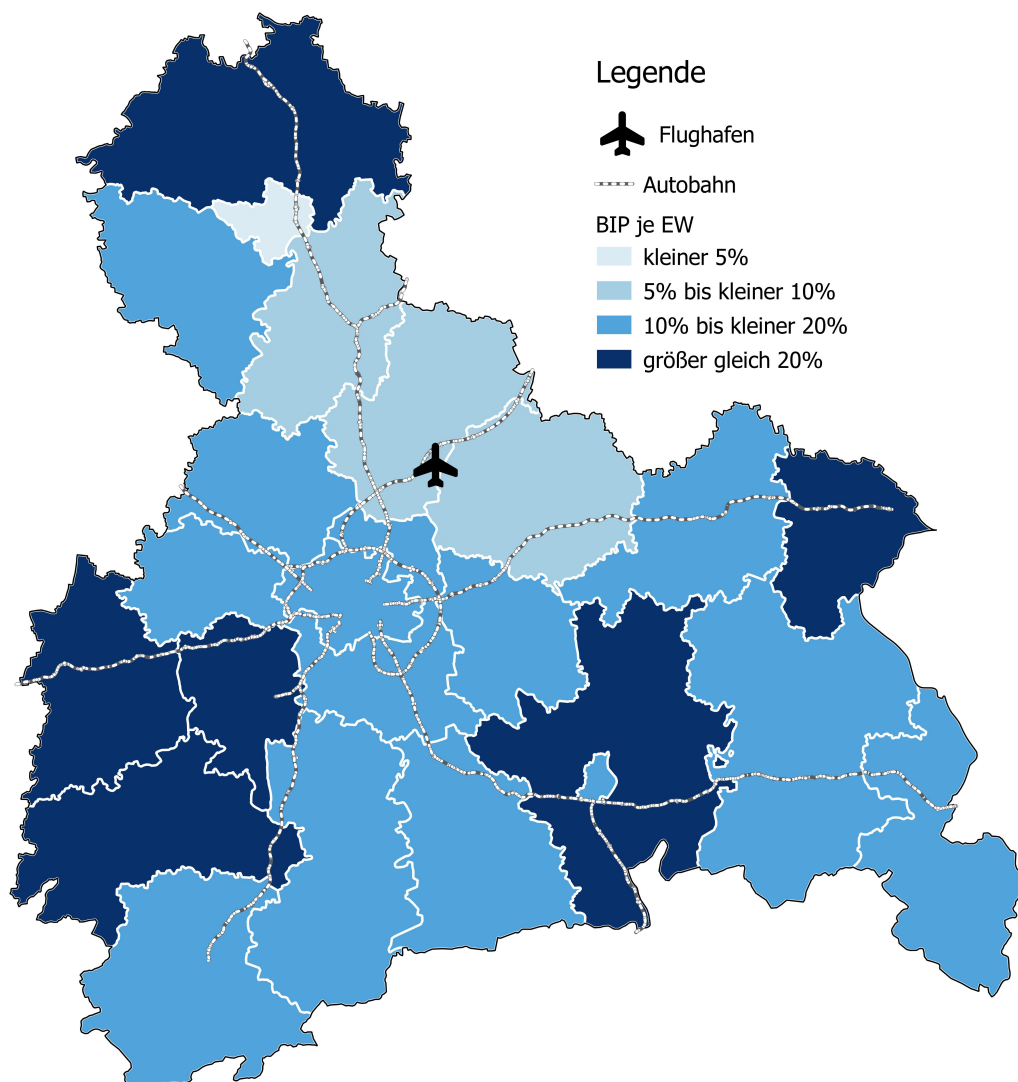 Legende
Flughafen
Autobahn
BIP je EW
kleiner 5%
5% bis kleiner 10%
10% bis kleiner 20%
größer gleich 20%